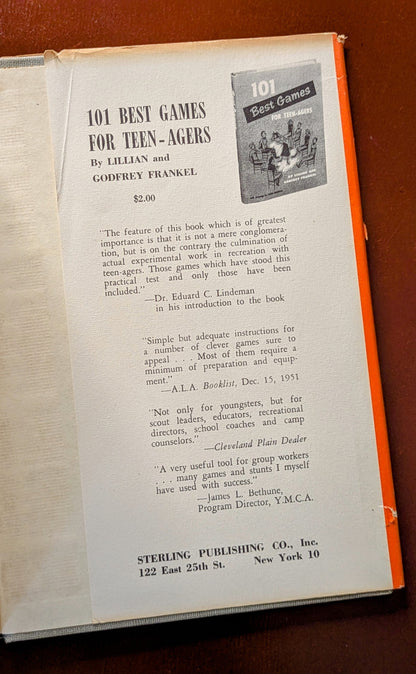 101 BEST GAMES
FOR TEEN-AGERS
By LILLIAN and
GODFREY FRANKEL
$2.00
101
Best Games
FOR TEEN-AGERS
BY LILLIAN AND
GODFREY FRANKEL
"The feature of this book which is of greatest
importance is that it is not a mere conglomera-
tion, but is on the contrary the culmination of
actual experimental work in recreation with
teen-agers. Those games which have stood this
practical test and only those have been
included."
—Dr. Eduard C. Lindeman
in his introduction to the book
"Simple but adequate instructions for
a number of clever games sure to
appeal . . . Most of them require a
minimum of preparation and equip-
ment."
—A.L.A. Booklist, Dec. 15, 1951
"Not only for youngsters, but for
scout leaders, educators, recreational
directors, school coaches and camp
counselors."
—Cleveland Plain Dealer
"A very useful tool for group workers
. . . many games and stunts I myself
have used with success."
—James L. Bethune,
Program Director, Y.M.C.A.
STERLING PUBLISHING CO., Inc.
122 East 25th St. New York 10